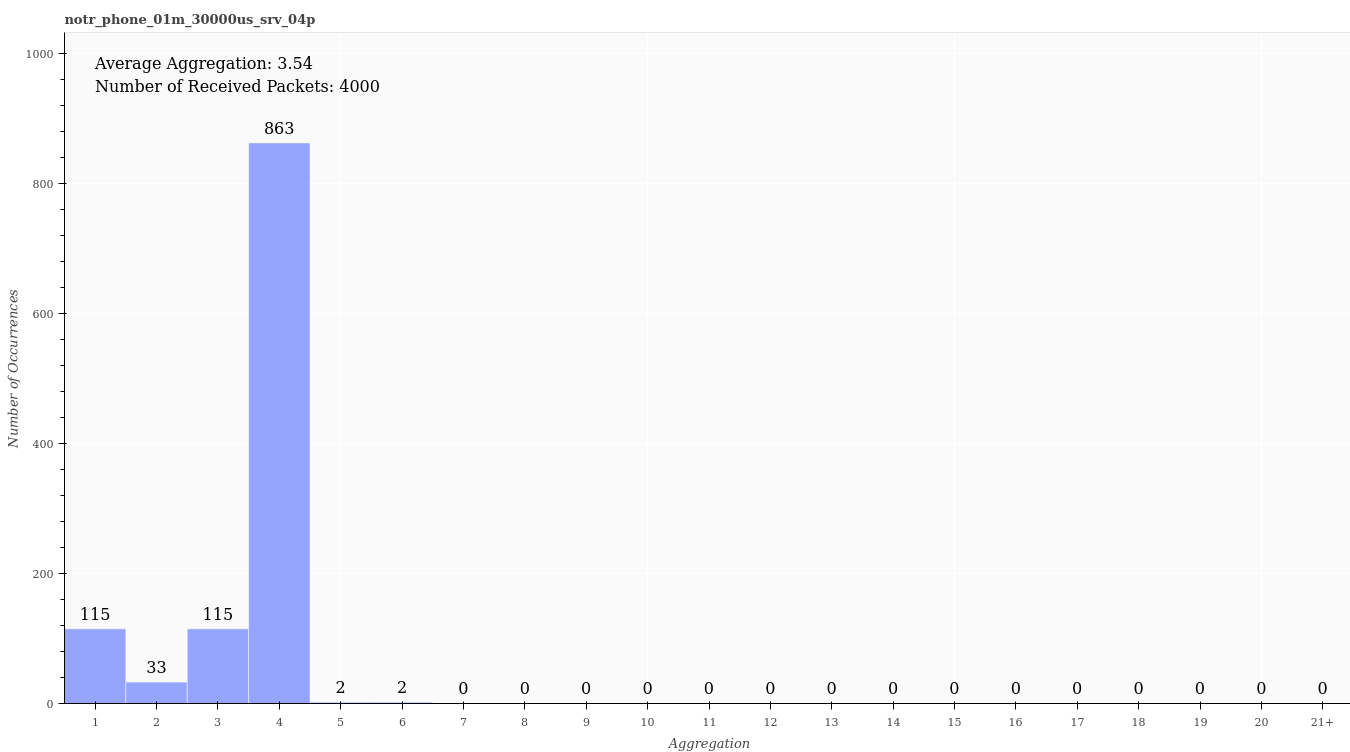 notr_phone_01m_30000us_srv_04p
1000
Average Aggregation: 3.54
Number of Received Packets: 4000
863
800
600
400
200
115
33
115
2
2
0 0 0 0 0 0 0 0 0 0 0 0 0 0 0
0
1 2 3 4 5 6 7 8 9 10 11 12 13 14 15 16 17 18 19 20 21+
Number of Occurrences
Aggregation